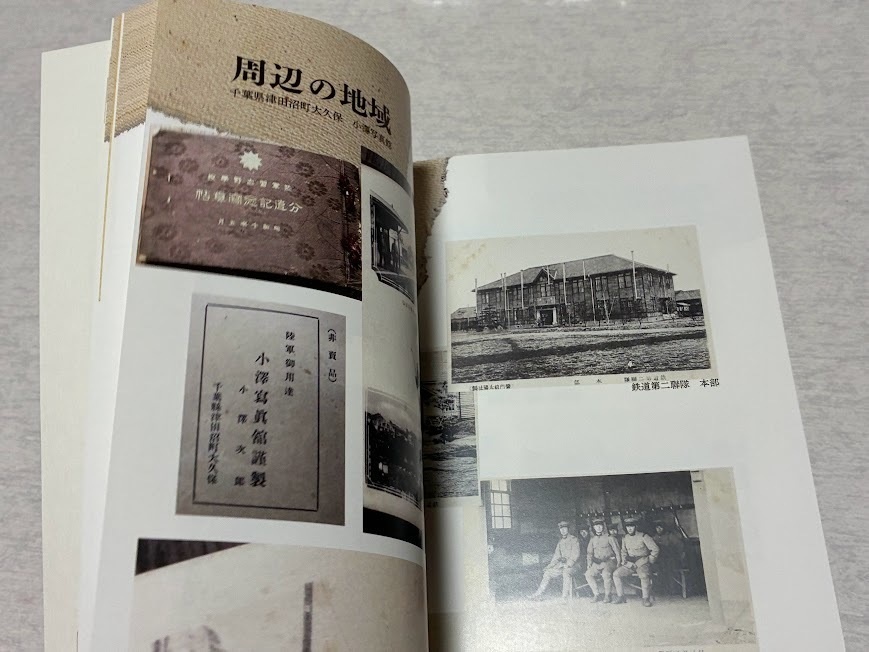 周辺の地域
千葉県津田沼町大久保　小澤写真館
(非賣品)
陸軍御用達
小澤寫眞館謹製
小澤次郎
千葉縣津田沼町大久保
鉄道第二聯隊　本部